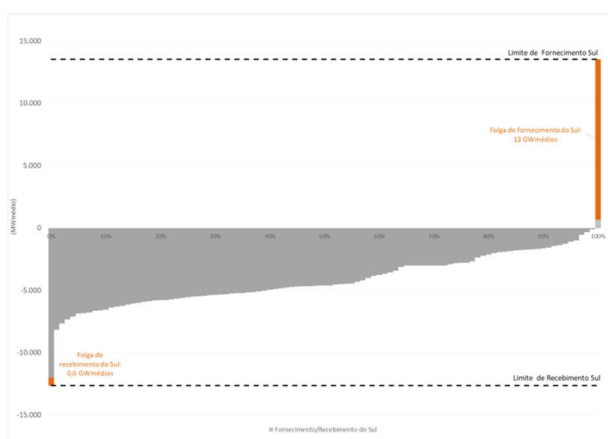 15.000
Limite de Fornecimento Sul
10.000
Folga de fornecimento do Sul:
13 GWmédios
5.000
(MWmédio)
0
0% 10% 20% 30% 40% 50% 60% 70% 80% 90% 100%
-5.000
-10.000
Folga de
recebimento do Sul:
0,6 GWmédios
Limite de Recebimento Sul
-15.000
Fornecimento/Recebimento do Sul